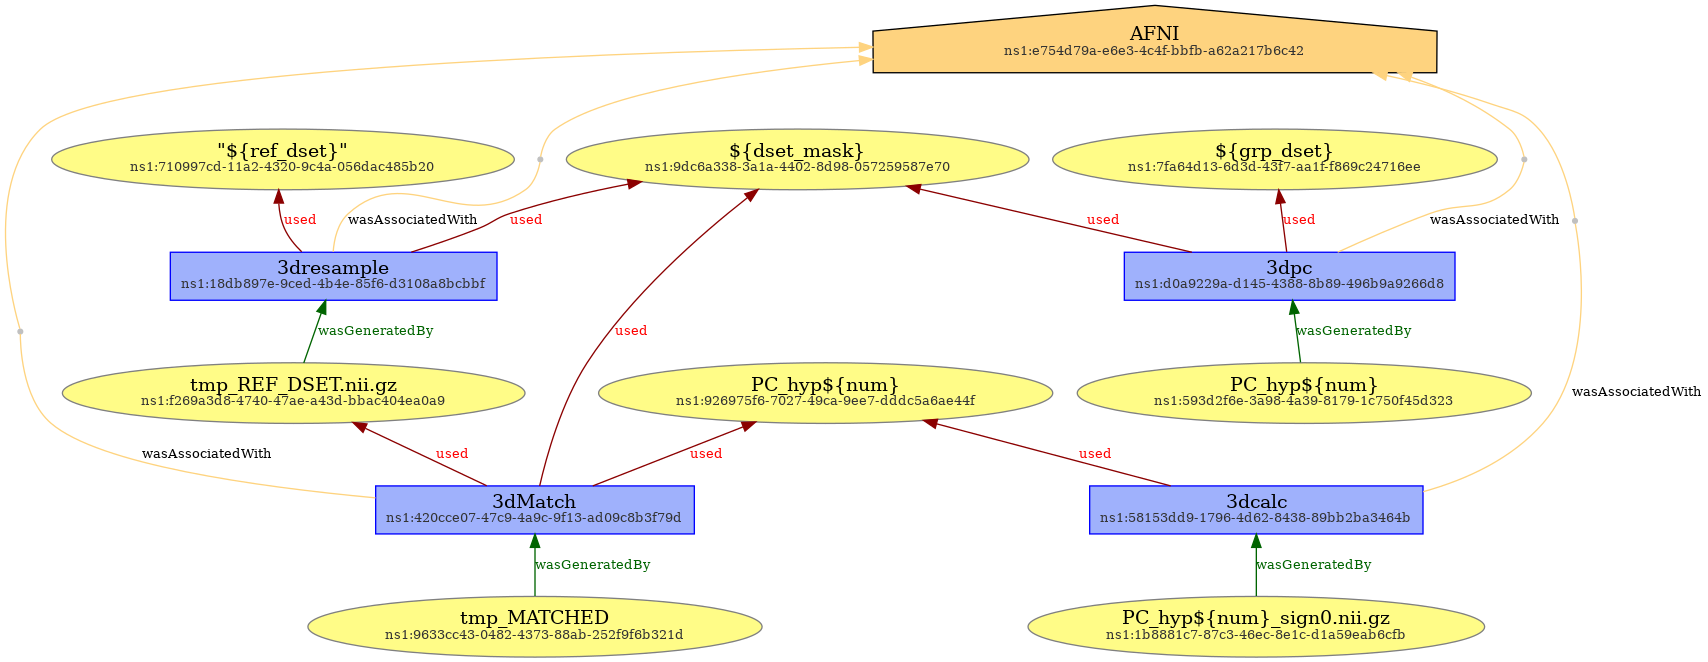 AFNI
ns1:e754d79a-e6e3-4c4f-bbfb-a62a217b6c42
"${ref_dset}"
ns1:710997cd-11a2-4320-9c4a-056dac485b20
${dset_mask}
ns1:9dc6a338-3a1a-4402-8d98-057259587e70
${grp_dset}
ns1:7fa64d13-6d3d-43f7-aa1f-f869c24716ee
used
wasAssociatedWith
used
used
used
wasAssociatedWith
3dresample
ns1:18db897e-9ced-4b4e-85f6-d3108a8bcbbf
3dpc
ns1:d0a9229a-d145-4388-8b89-496b9a9266d8
wasGeneratedBy
used
wasGeneratedBy
tmp_REF_DSET.nii.gz
ns1:f269a3d8-4740-47ae-a43d-bbac404ea0a9
PC_hyp${num}
ns1:926975f6-7027-49ca-9ee7-dddc5a6ae44f
PC_hyp${num}
ns1:593d2f6e-3a98-4a39-8179-1c750f45d323
wasAssociatedWith
wasAssociatedWith
used
used
used
3dMatch
ns1:420cce07-47c9-4a9c-9f13-ad09c8b3f79d
3dcalc
ns1:58153dd9-1796-4d62-8438-89bb2ba3464b
wasGeneratedBy
wasGeneratedBy
tmp_MATCHED
ns1:9633cc43-0482-4373-88ab-252f9f6b321d
PC_hyp${num}_sign0.nii.gz
ns1:1b8881c7-87c3-46ec-8e1c-d1a59eab6cfb